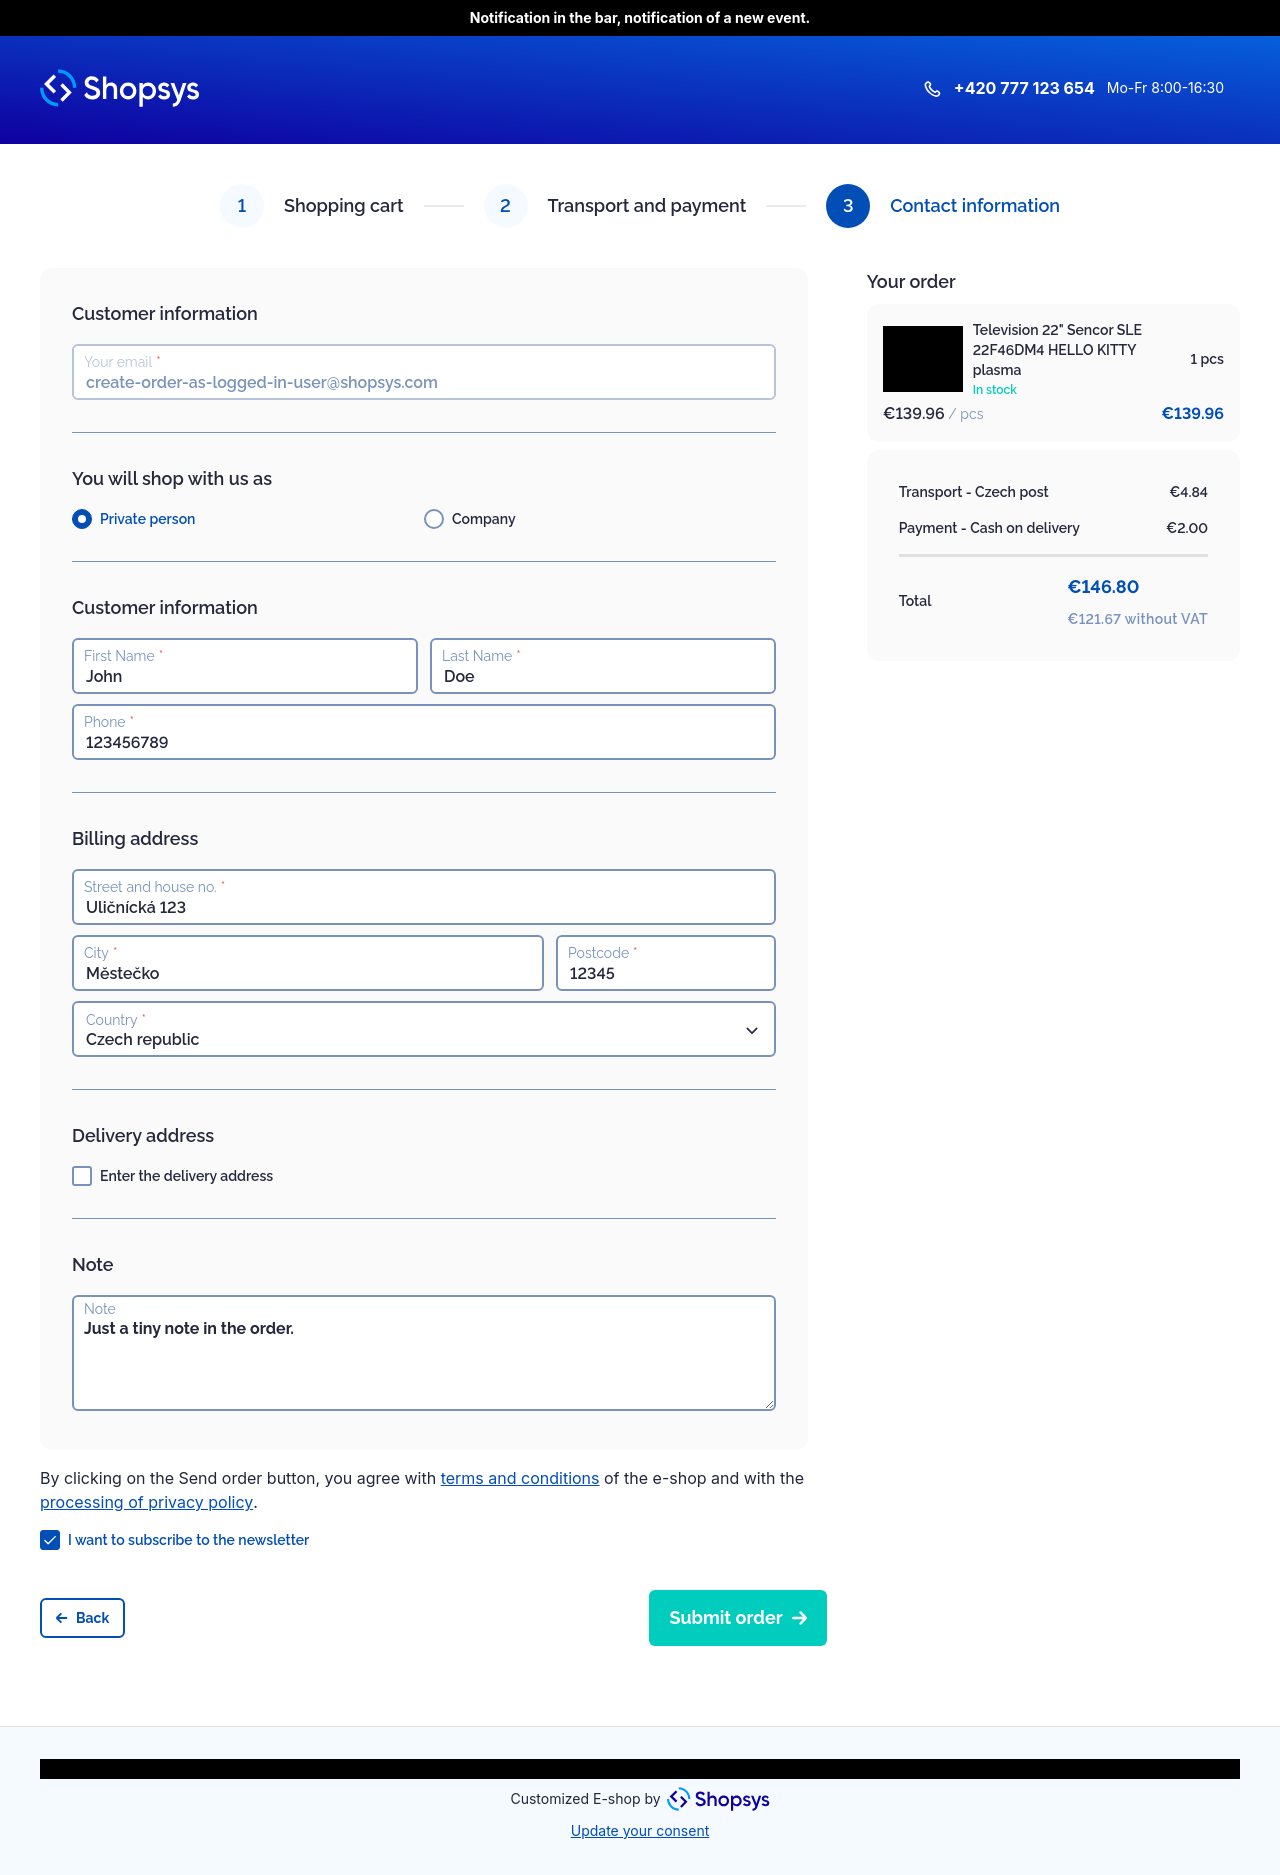 Notification in the bar, notification of a new event.
Shopsys
+420 777 123 654 Mo-Fr 8:00-16:30
1 Shopping cart 2 Transport and payment 3 Contact information
Customer information
Your email *
create-order-as-logged-in-user@shopsys.com
You will shop with us as
Private person Company
Customer information
First Name * Last Name *
John Doe
Phone *
123456789
Billing address
Street and house no. *
Uličnícká 123
City * Postcode *
Městečko 12345
Country *
Czech republic
Delivery address
Enter the delivery address
Note
Note
Just a tiny note in the order.
By clicking on the Send order button, you agree with terms and conditions of the e-shop and with the
processing of privacy policy.
I want to subscribe to the newsletter
Back Submit order
Your order
Television 22" Sencor SLE
22F46DM4 HELLO KITTY
plasma
1 pcs
In stock
€139.96 / pcs €139.96
Transport - Czech post €4.84
Payment - Cash on delivery €2.00
Total €146.80
€121.67 without VAT
Customized E-shop by Shopsys
Update your consent